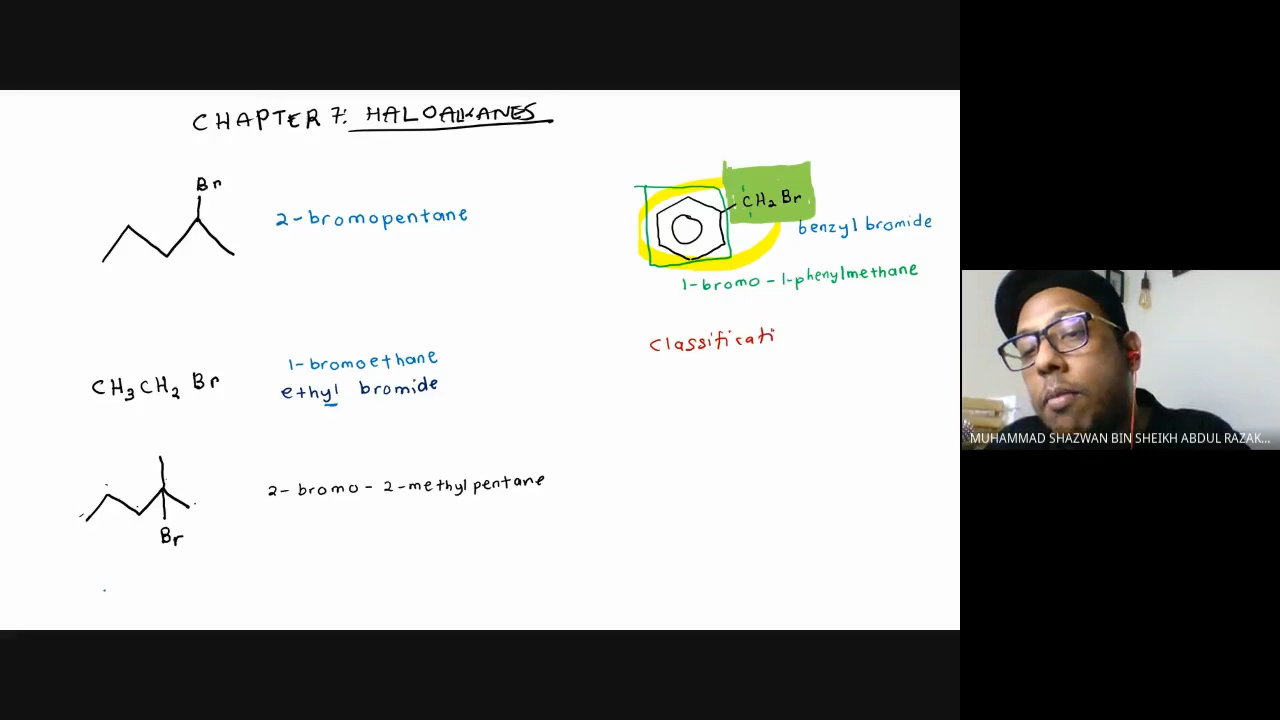 CHAPTER 7: HALOALKANES
Br
2-bromopentane
CH3CH2 Br
1-bromoethane
ethyl bromide
2-bromo-2-methylpentane
Br
CH2Br
benzyl bromide
1-bromo-1-phenylmethane
classificati
MUHAMMAD SHAZWAN BIN SHEIKH ABDUL RAZAK...